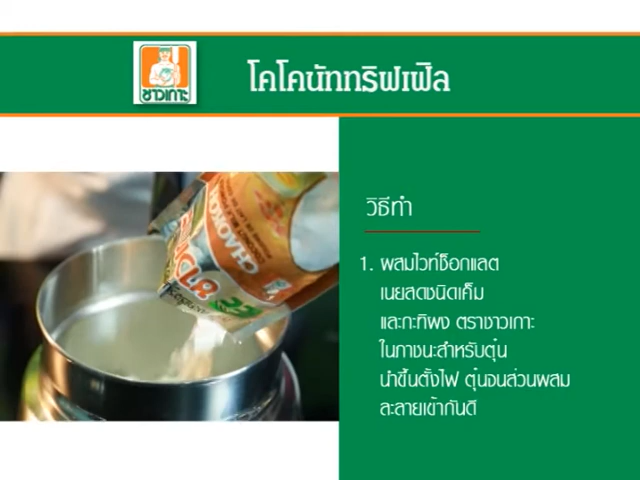 ชาวเกาะ
โคโคนัททริฟเฟิล
วิธีทำ
1. ผสมไวท์ช็อกแลต
เนยสดชนิดเค็ม
และกะทิผง ตราชาวเกาะ
ในภาชนะสำหรับตุ๋น
นำขึ้นตั้งไฟ ตุ๋นจนส่วนผสม
ละลายเข้ากันดี
CHAOKOH